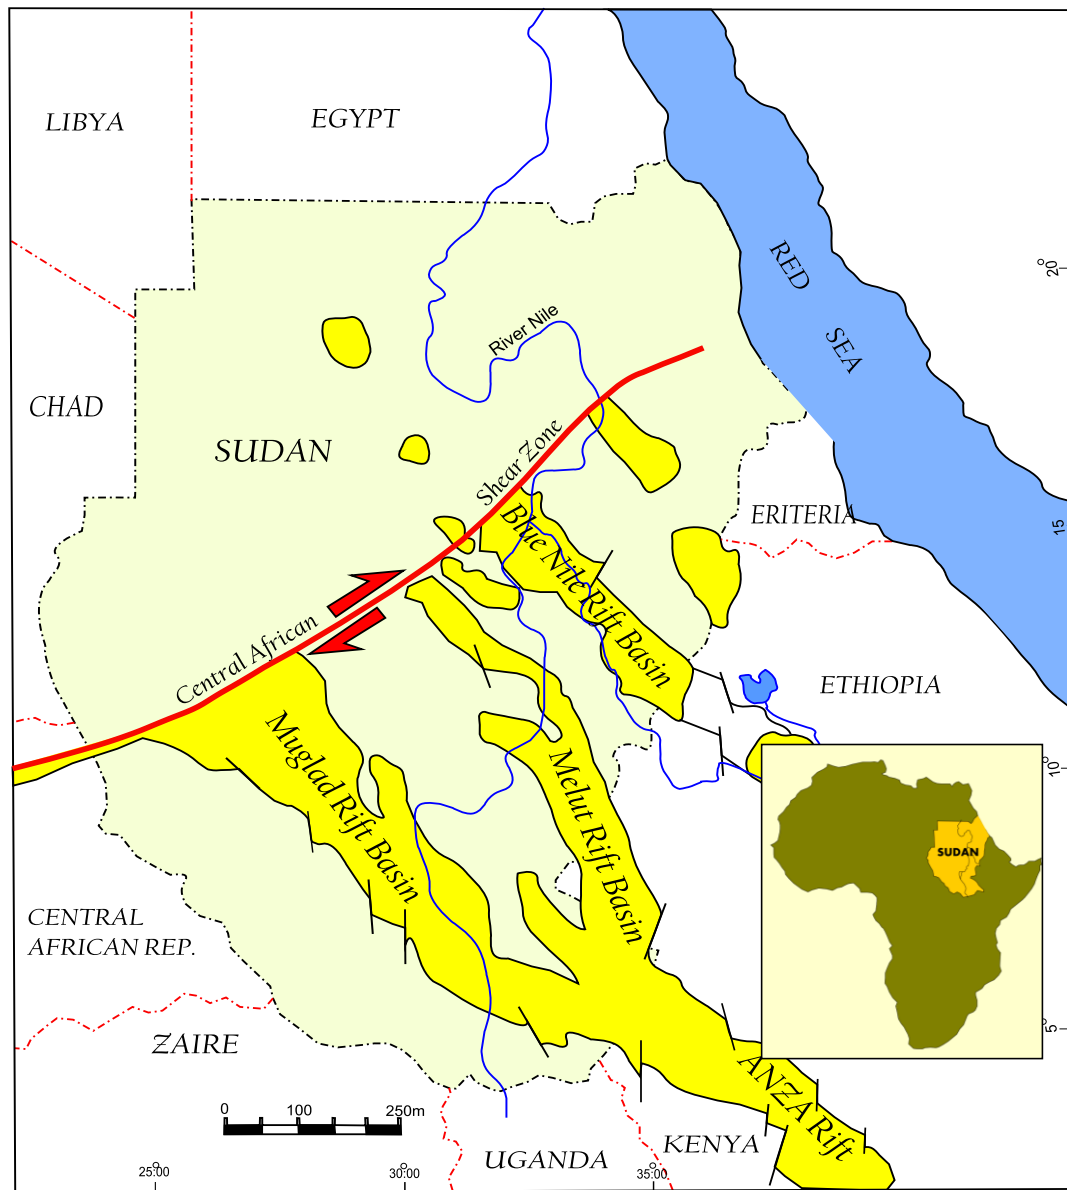 LIBYA
EGYPT
RED
SEA
20°
River Nile
CHAD
SUDAN
Shear Zone
ERITERIA
15
Blue Nile Rift Basin
Central African
ETHIOPIA
Muglad Rift Basin
Melut Rift Basin
10°
SUDAN
CENTRAL
AFRICAN REP.
ZAIRE
5°
ANZA Rift
0 100 250m
UGANDA
KENYA
25:00
30:00
35:00